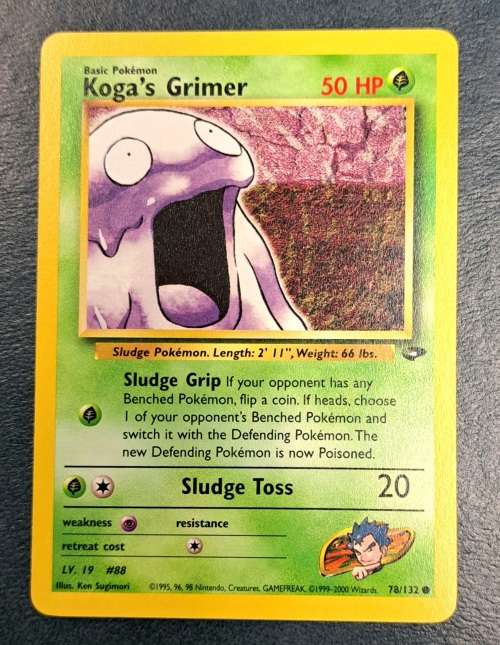 Basic Pokémon
Koga's Grimer 50 HP
Sludge Pokémon. Length: 2' 11", Weight: 66 lbs.
Sludge Grip If your opponent has any
Benched Pokémon, flip a coin. If heads, choose
1 of your opponent's Benched Pokémon and
switch it with the Defending Pokémon. The
new Defending Pokémon is now Poisoned.
Sludge Toss 20
weakness resistance
retreat cost
LV. 19 #88
Illus. Ken Sugimori ©1995, 96, 98 Nintendo, Creatures, GAMEFREAK. ©1999-2000 Wizards. 78/132